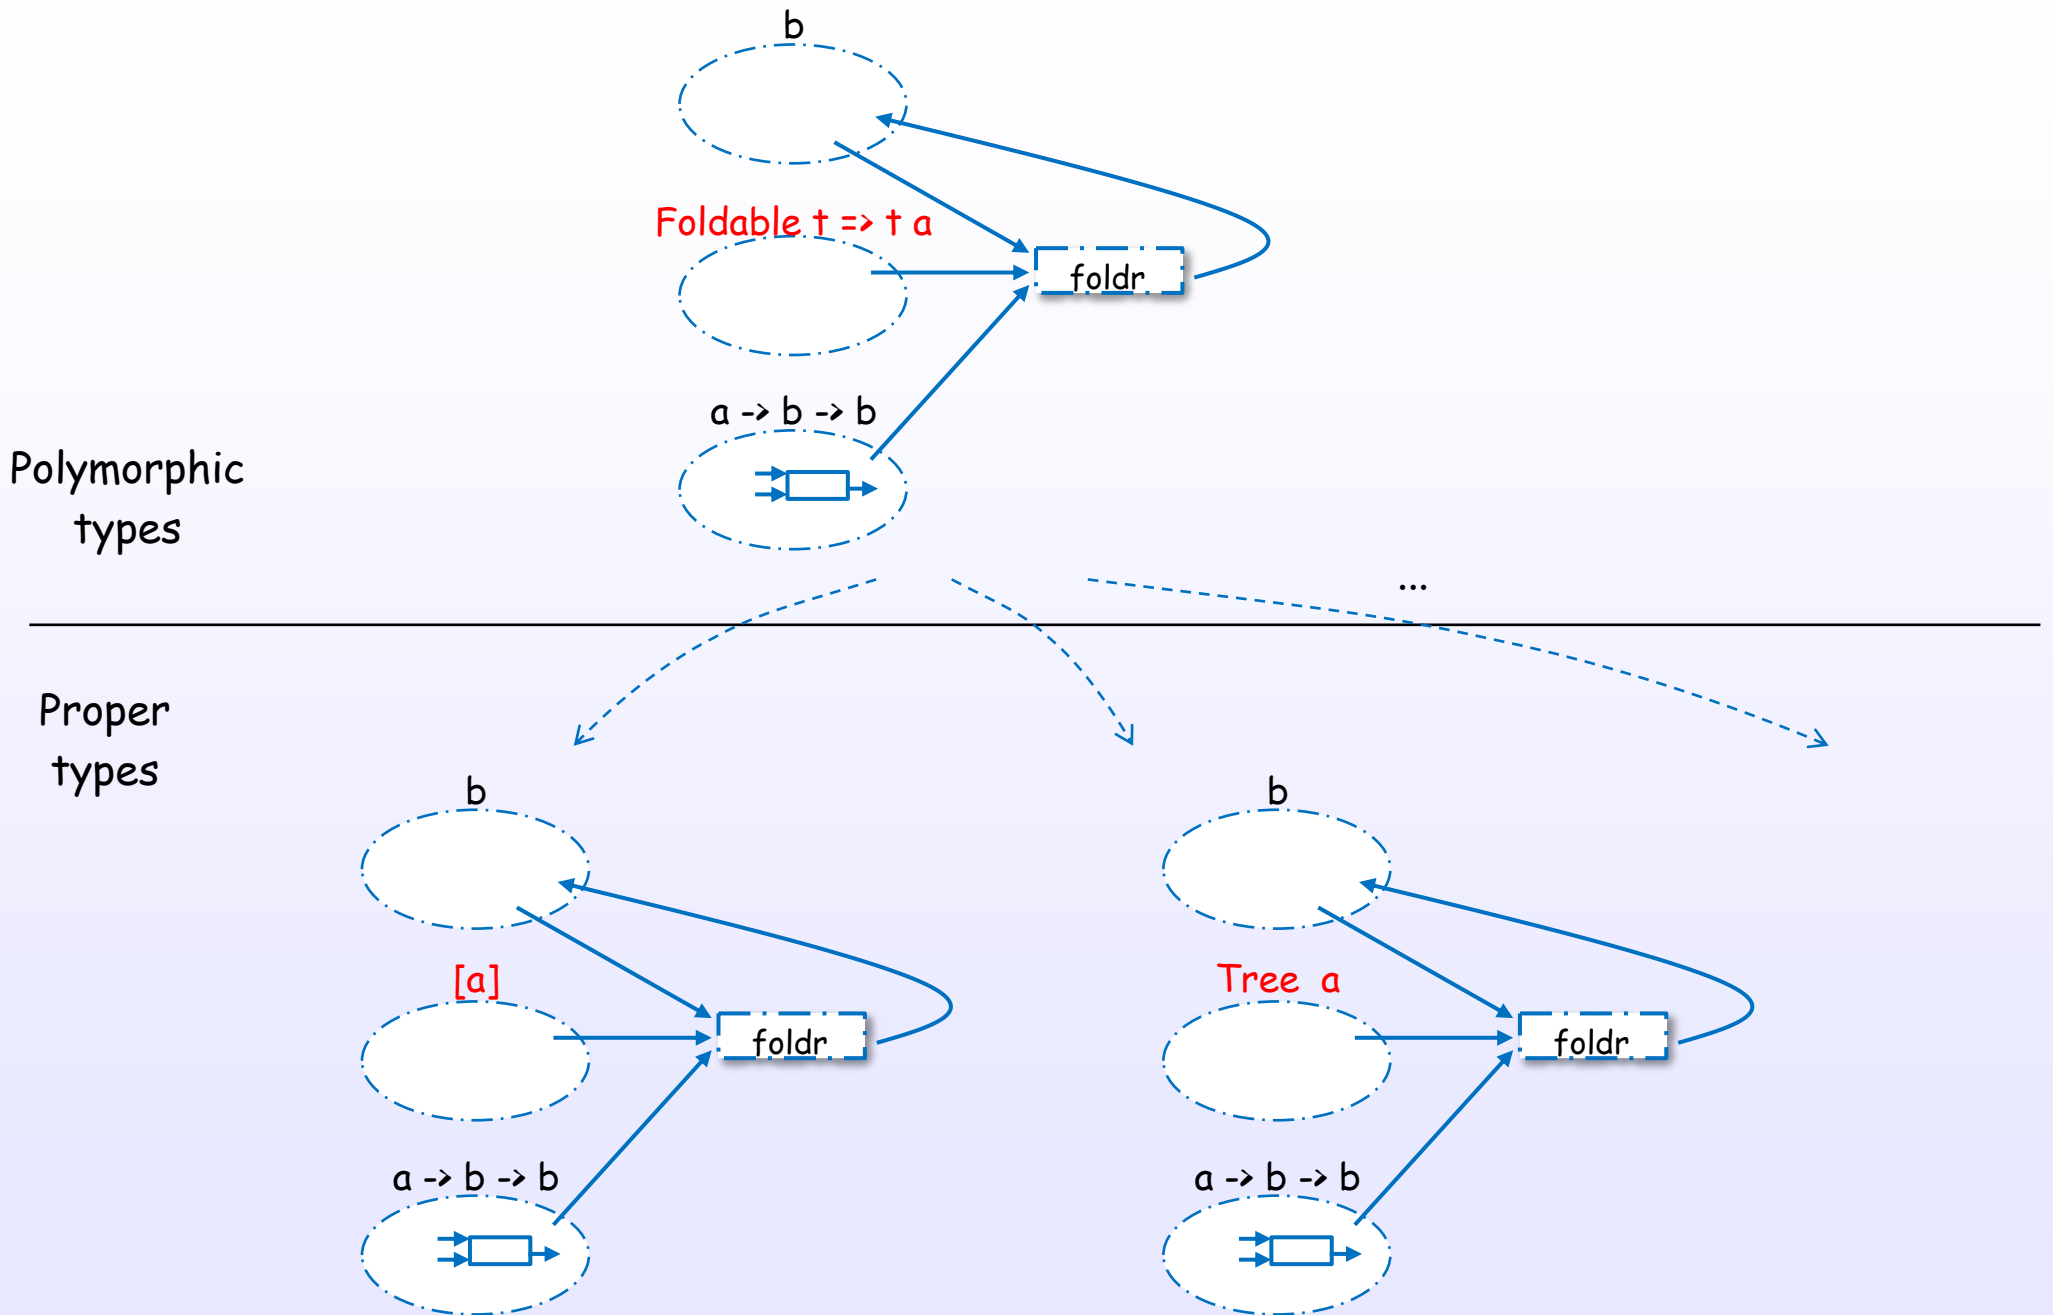 b
Foldable t => t a
foldr
a -> b -> b
Polymorphic
types
...
Proper
types
b
b
[a]
Tree a
foldr
foldr
a -> b -> b
a -> b -> b